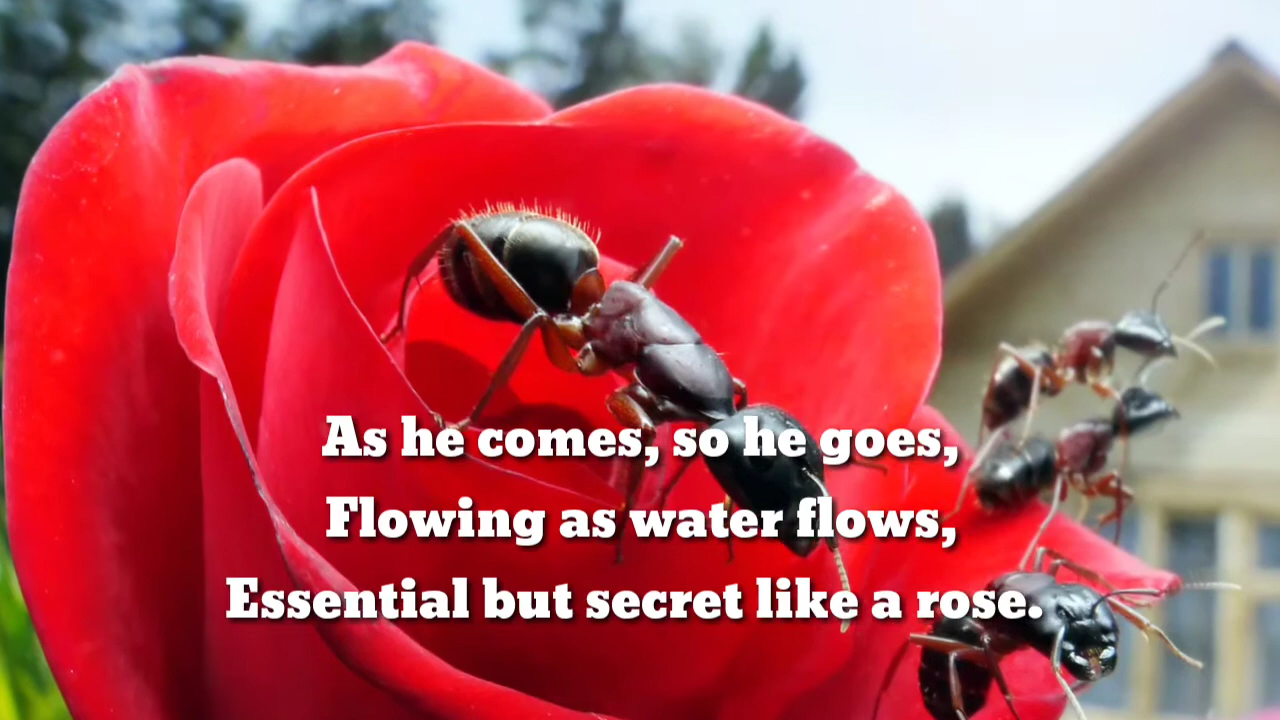 As he comes, so he goes,
Flowing as water flows,
Essential but secret like a rose.